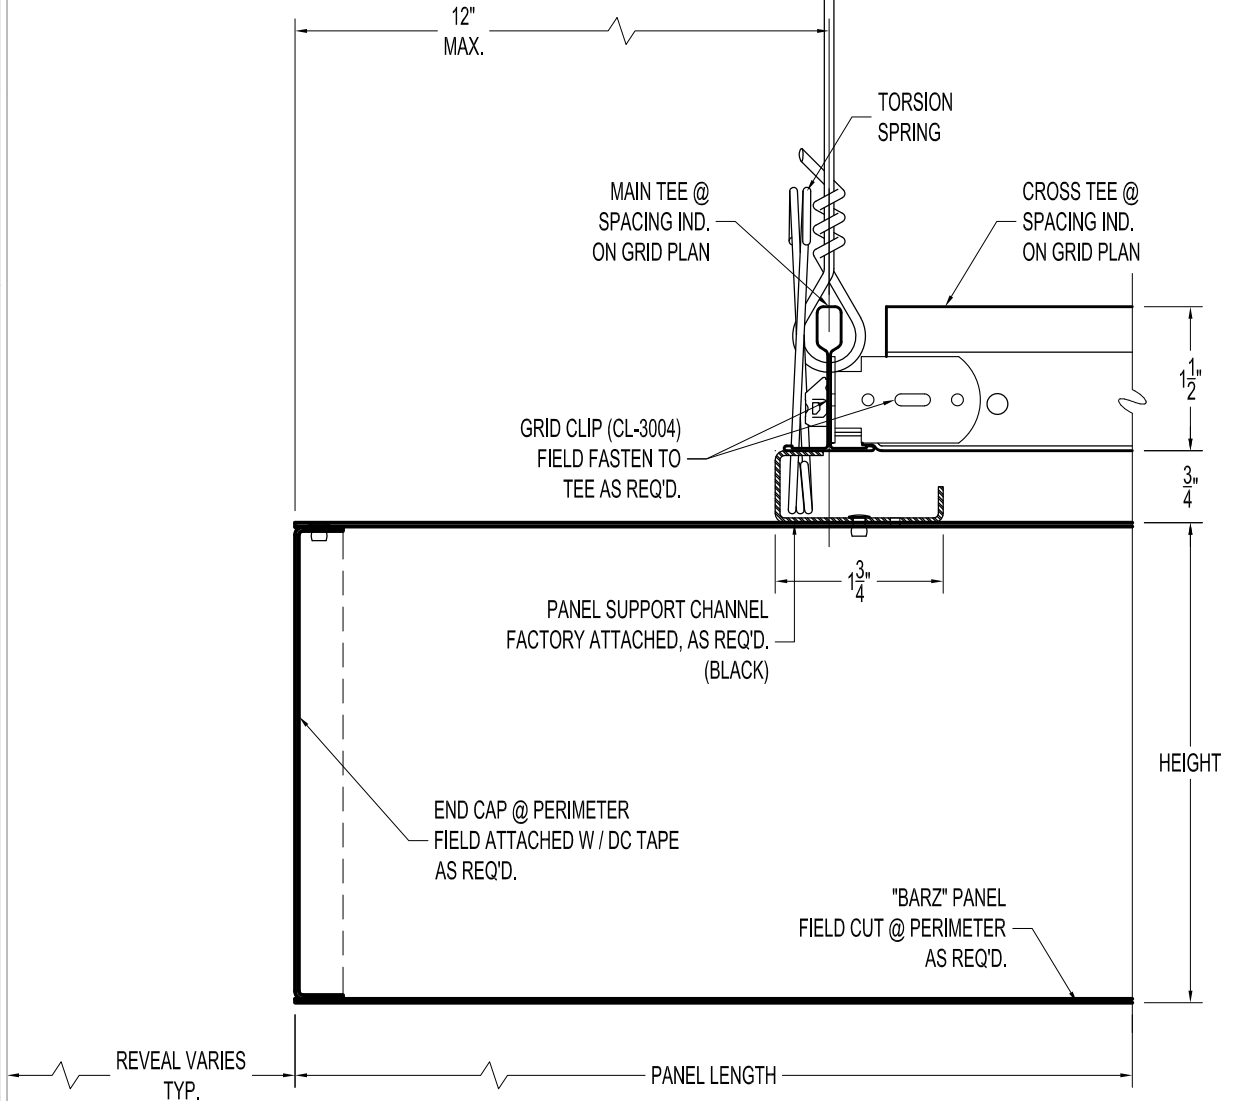 12"
MAX.
TORSION
SPRING
MAIN TEE @
SPACING IND.
ON GRID PLAN
CROSS TEE @
SPACING IND.
ON GRID PLAN
1 1/2"
GRID CLIP (CL-3004)
FIELD FASTEN TO
TEE AS REQ'D.
3/4"
1 3/4"
PANEL SUPPORT CHANNEL
FACTORY ATTACHED, AS REQ'D.
(BLACK)
HEIGHT
END CAP @ PERIMETER
FIELD ATTACHED W / DC TAPE
AS REQ'D.
"BARZ" PANEL
FIELD CUT @ PERIMETER
AS REQ'D.
REVEAL VARIES
TYP.
PANEL LENGTH